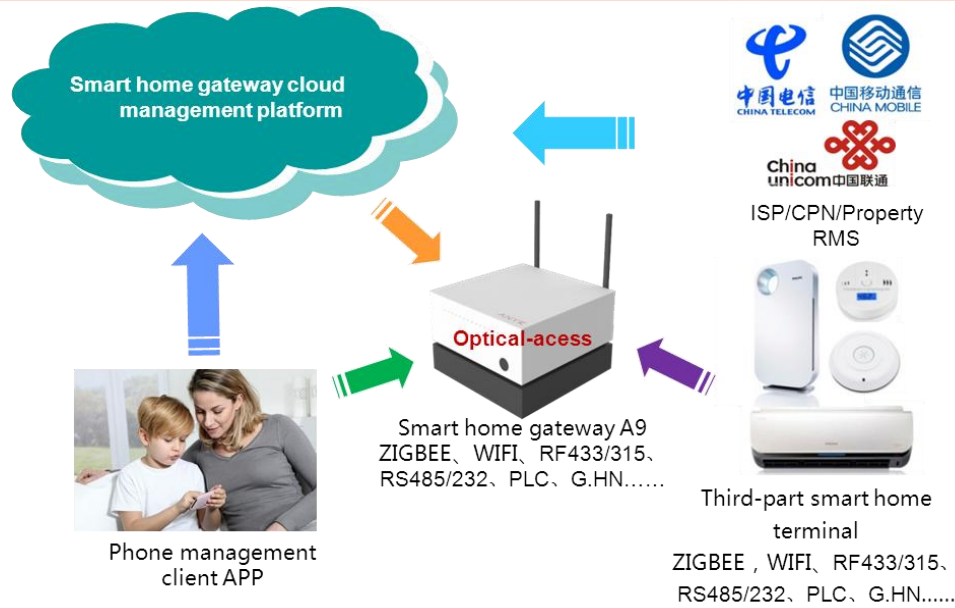 Smart home gateway cloud
management platform
中国电信
CHINA TELECOM
中国移动通信
CHINA MOBILE
China
unicom中国联通
ISP/CPN/Property
RMS
Optical-acess
Smart home gateway A9
ZIGBEE、WIFI、RF433/315、
RS485/232、PLC、G.HN……
Phone management
client APP
Third-part smart home
terminal
ZIGBEE，WIFI、RF433/315、
RS485/232、PLC、G.HN......